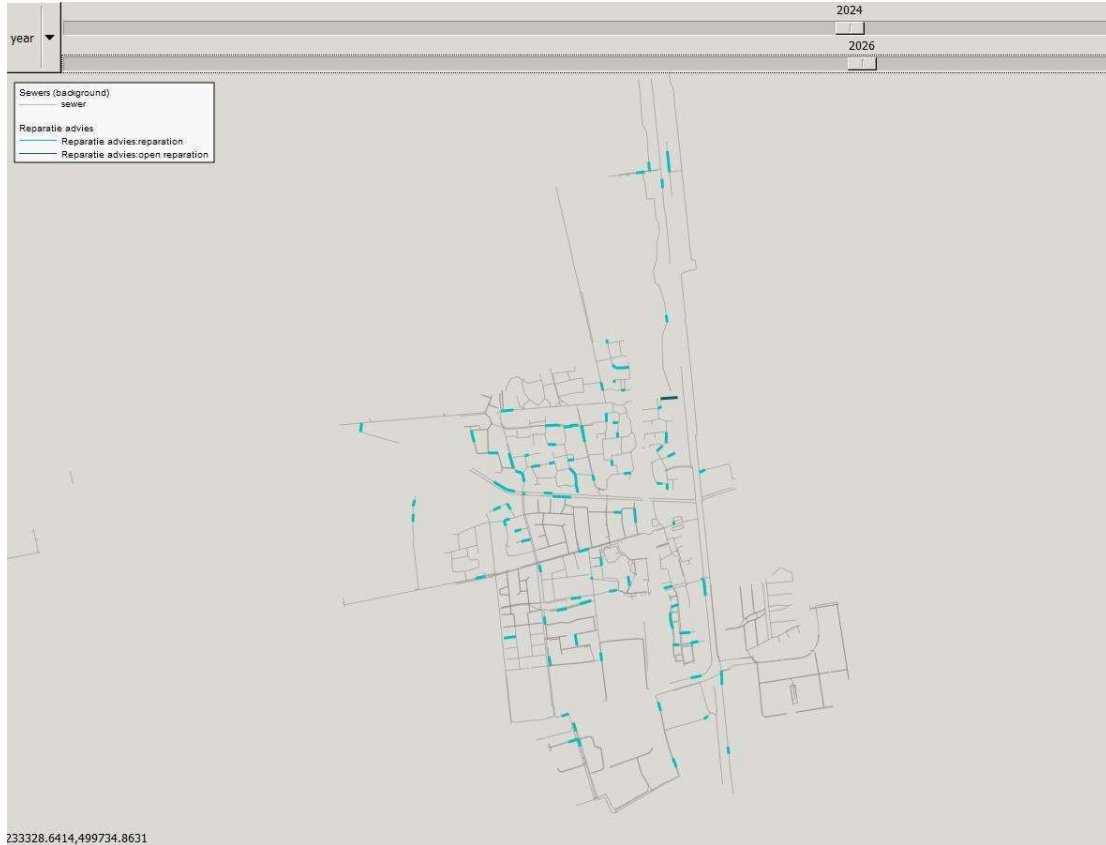 2024
year
2026
Sewers (background)
sewer
Reparatie advies
Reparatie advies:reparation
Reparatie advies:open reparation
233328.6414,499734.8631